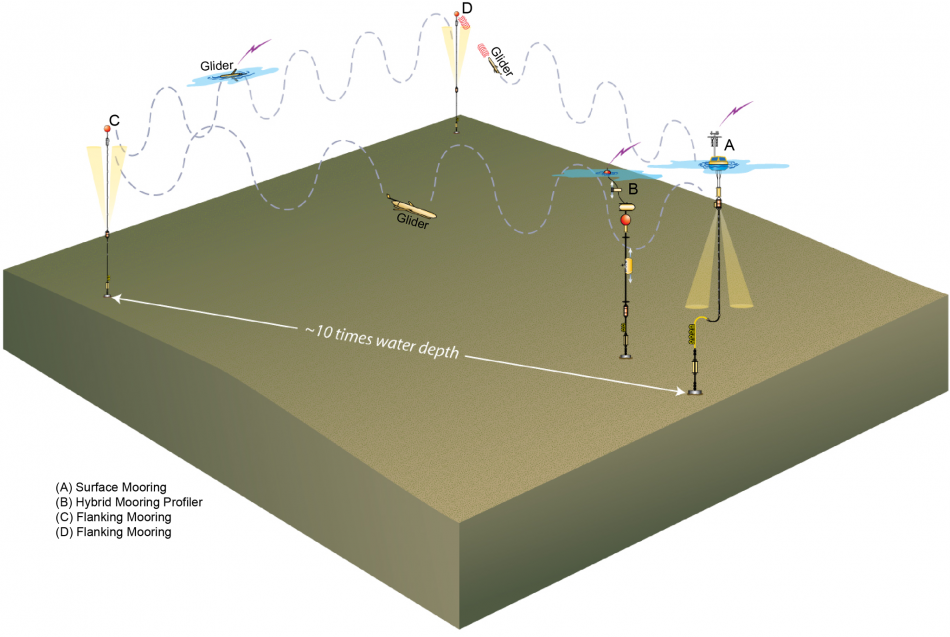 D
Glider
Glider
C
A
B
Glider
~10 times water depth
(A) Surface Mooring
(B) Hybrid Mooring Profiler
(C) Flanking Mooring
(D) Flanking Mooring